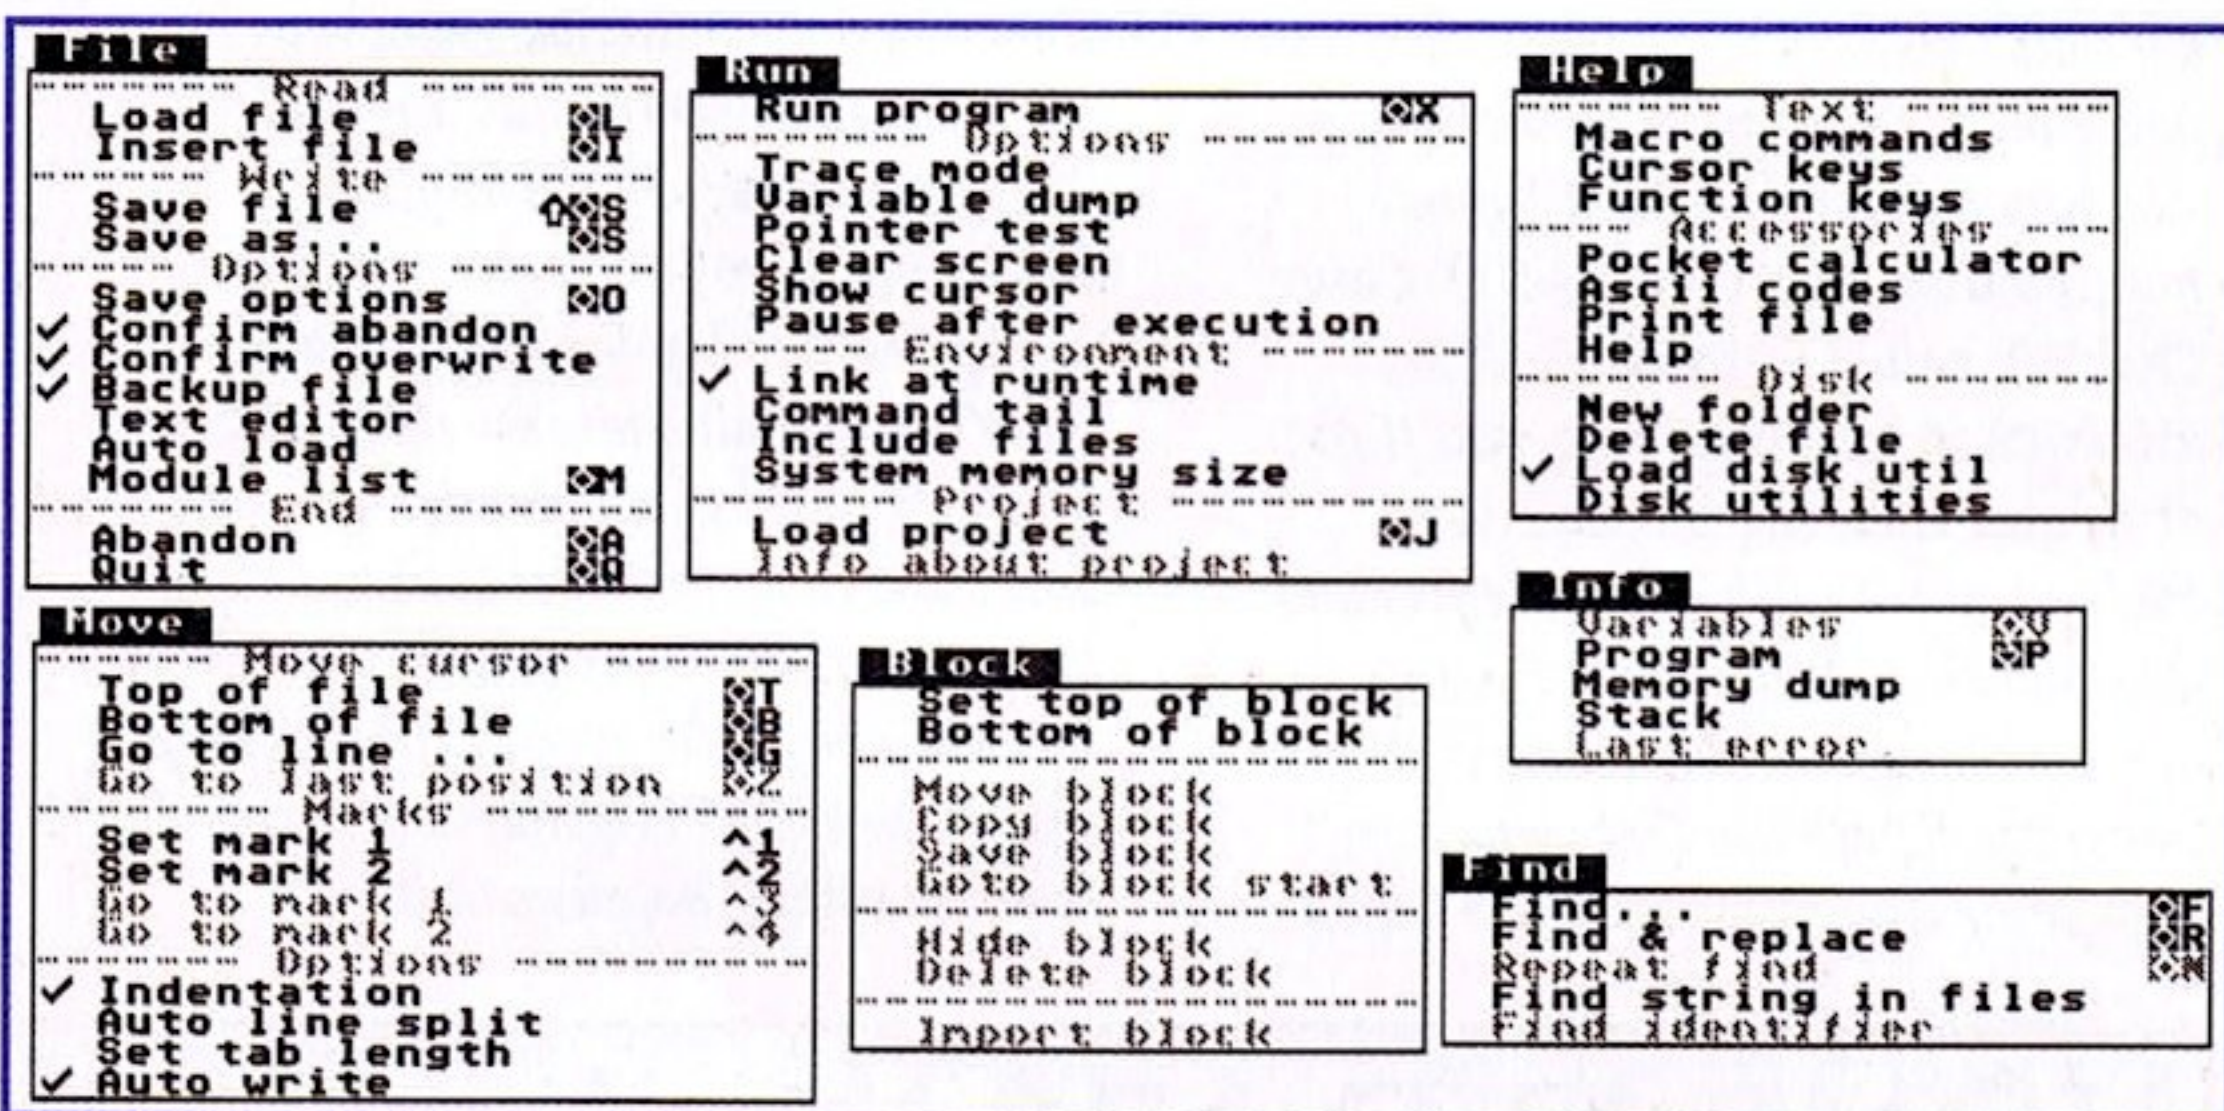 File
Read
Load file ◇L
Insert file ◇I
Write
Save file ⇧◇S
Save as... ◇S
Options
Save options ◇O
✓ Confirm abandon
✓ Confirm overwrite
✓ Backup file
Text editor
Auto load
Module list ◇M
End
Abandon ◇A
Quit ◇Q
Run
Run program ◇X
Options
Trace mode
Variable dump
Pointer test
Clear screen
Show cursor
Pause after execution
Environment
✓ Link at runtime
Command tail
Include files
System memory size
Project
Load project ◇J
Info about project
Help
Text
Macro commands
Cursor keys
Function keys
Accessories
Pocket calculator
Ascii codes
Print file
Help
Disk
New folder
Delete file
✓ Load disk util
Disk utilities
Info
Variables ◇V
Program ◇P
Memory dump
Stack
Last error
Move
Move cursor
Top of file ◇T
Bottom of file ◇B
Go to line ... ◇G
Go to last position ◇Z
Marks
Set mark 1 ^1
Set mark 2 ^2
Go to mark 1 ^3
Go to mark 2 ^4
Options
✓ Indentation
Auto line split
Set tab length
✓ Auto write
Block
Set top of block
Bottom of block
Move block
Copy block
Save block
Goto block start
Hide block
Delete block
Import block
Find
Find... ◇F
Find & replace ◇R
Repeat find
Find string in files
Find identifier